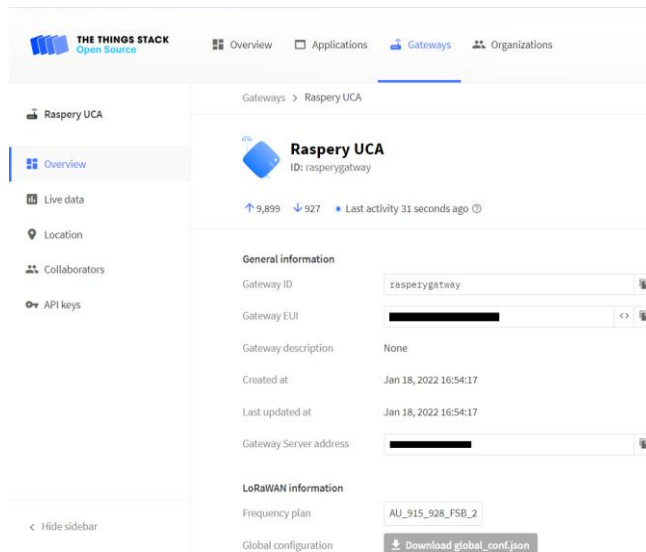 THE THINGS STACK
Open Source
Overview
Applications
Gateways
Organizations
Raspery UCA
Overview
Live data
Location
Collaborators
API keys
Hide sidebar
Gateways > Raspery UCA
Raspery UCA
ID: rasperygatway
9,899 927 Last activity 31 seconds ago
General information
Gateway ID rasperygatway
Gateway EUI
Gateway description None
Created at Jan 18, 2022 16:54:17
Last updated at Jan 18, 2022 16:54:17
Gateway Server address
LoRaWAN information
Frequency plan AU_915_928_FSB_2
Global configuration Download global_conf.json